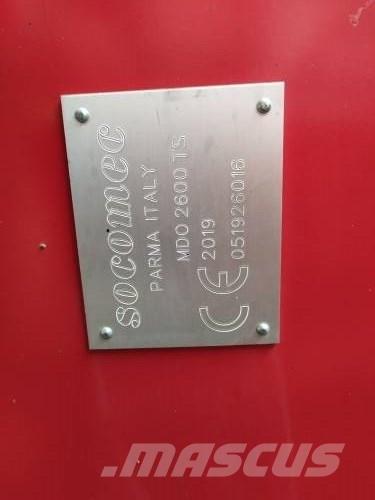 socomec
PARMA ITALY
MDO 2600 TS
CE 2019
051926016
MASCUS